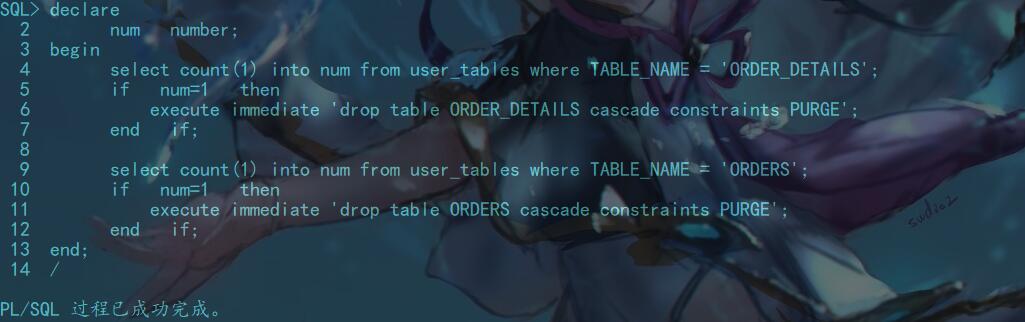 SQL> declare
2 num number;
3 begin
4 select count(1) into num from user_tables where TABLE_NAME = 'ORDER_DETAILS';
5 if num=1 then
6 execute immediate 'drop table ORDER_DETAILS cascade constraints PURGE';
7 end if;
8
9 select count(1) into num from user_tables where TABLE_NAME = 'ORDERS';
10 if num=1 then
11 execute immediate 'drop table ORDERS cascade constraints PURGE';
12 end if;
13 end;
14 /
PL/SQL 过程已成功完成。